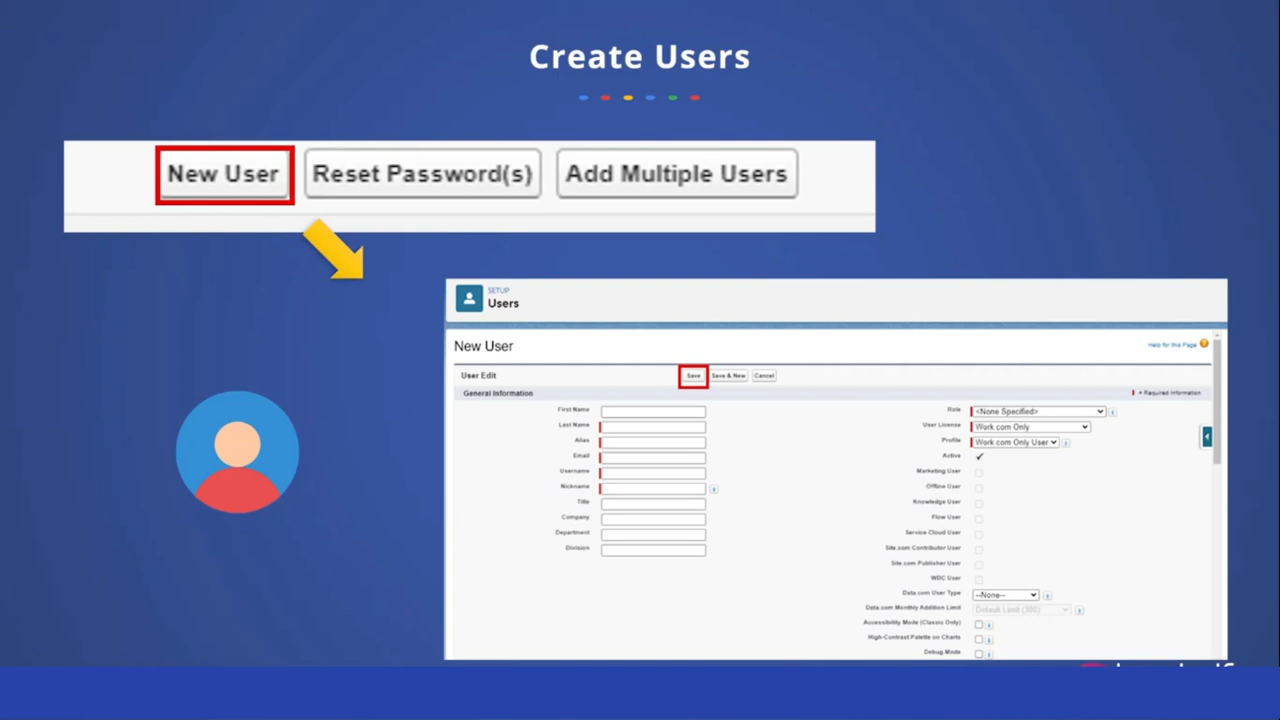 Create Users
New User
Reset Password(s)
Add Multiple Users
SETUP
Users
New User
Help for this Page
User Edit
Save
Save & New
Cancel
General Information
= Required Information
First Name
Last Name
Alias
Email
Username
Nickname
Title
Company
Department
Division
Role
<None Specified>
User License
Work.com Only
Profile
Work.com Only User
Active
Marketing User
Offline User
Knowledge User
Flow User
Service Cloud User
Site.com Contributor User
Site.com Publisher User
WDC User
Data.com User Type
--None--
Data.com Monthly Addition Limit
Default Limit (300)
Accessibility Mode (Classic Only)
High-Contrast Palette on Charts
Debug Mode